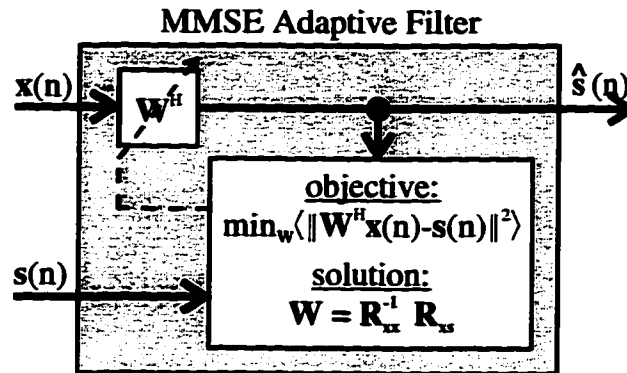 MMSE Adaptive Filter
x(n)
W^H
ŝ(n)
objective:
min_W⟨‖W^H x(n)-s(n)‖²⟩
s(n)
solution:
W = R_xx^-1 R_xs